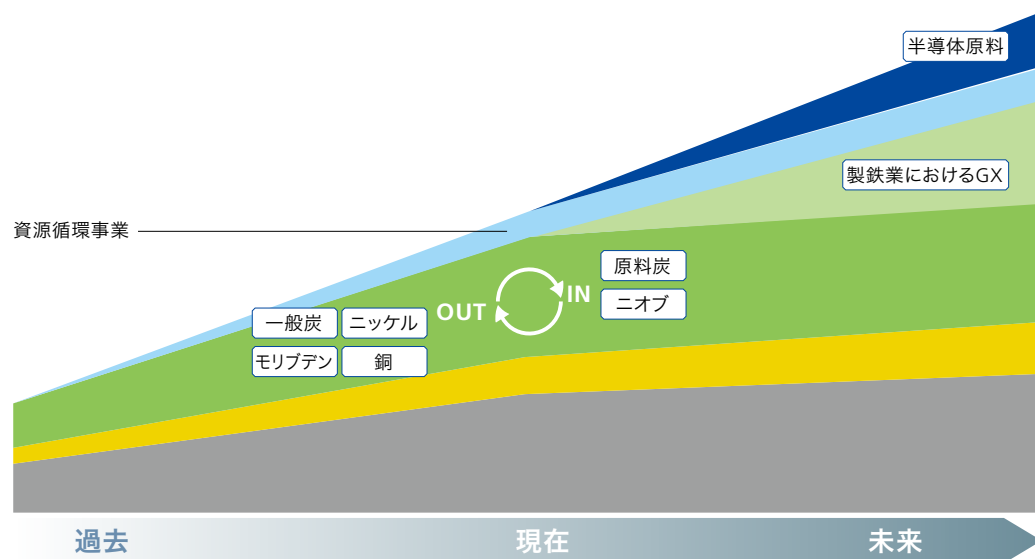 半導体原料
製鉄業におけるGX
資源循環事業
原料炭
OUT IN
ニオブ
一般炭 ニッケル
モリブデン 銅
過去 現在 未来